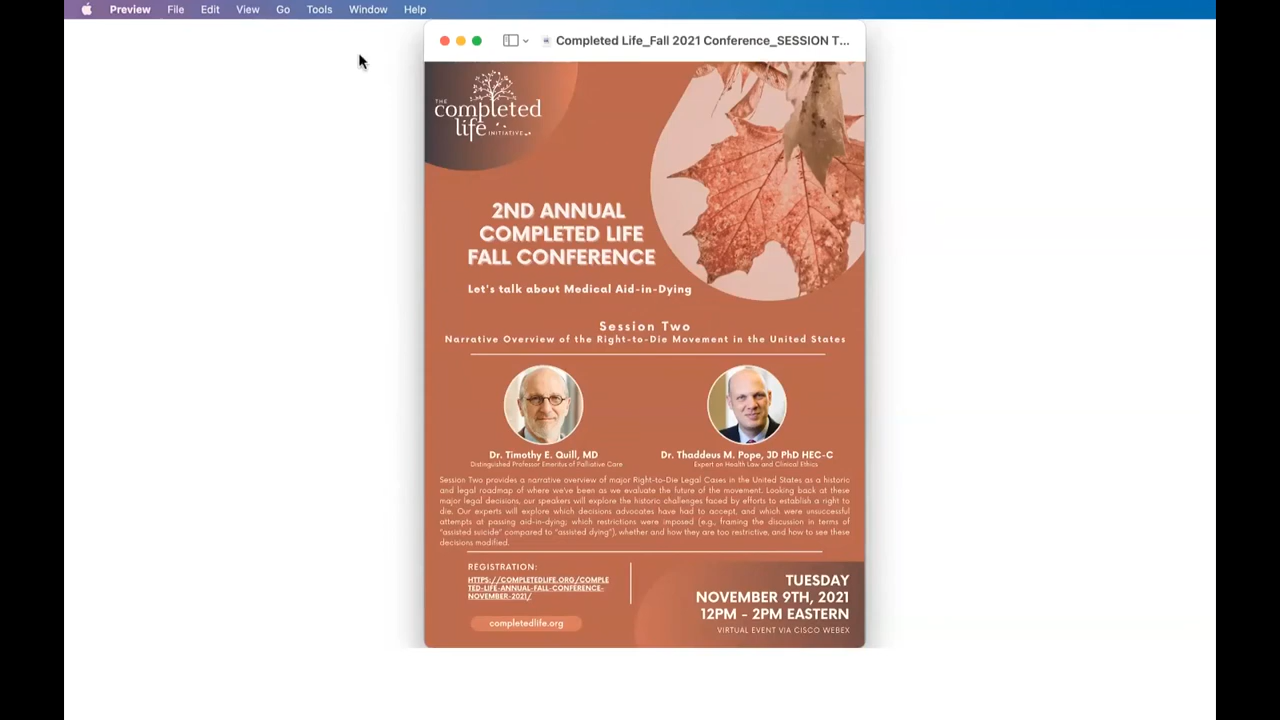 Preview File Edit View Go Tools Window Help
Completed Life_Fall 2021 Conference_SESSION T...
THE
completed
life INITIATIVE
2ND ANNUAL
COMPLETED LIFE
FALL CONFERENCE
Let's talk about Medical Aid-in-Dying
Session Two
Narrative Overview of the Right-to-Die Movement in the United States
Dr. Timothy E. Quill, MD
Distinguished Professor Emeritus of Palliative Care
Dr. Thaddeus M. Pope, JD PhD HEC-C
Expert on Health Law and Clinical Ethics
Session Two provides a narrative overview of major Right-to-Die Legal Cases in the United States as a historic
and legal roadmap of where we've been as we evaluate the future of the movement. Looking back at these
major legal decisions, our speakers will explore the historic challenges faced by efforts to establish a right to
die. Our experts will explore which decisions advocates have had to accept, and which were unsuccessful
attempts at passing aid-in-dying; which restrictions were imposed (e.g., framing the discussion in terms of
"assisted suicide" compared to "assisted dying"), whether and how they are too restrictive, and how to see these
decisions modified.
REGISTRATION:
HTTPS://COMPLETEDLIFE.ORG/COMPLE
TED-LIFE-ANNUAL-FALL-CONFERENCE-
NOVEMBER-2021/
completedlife.org
TUESDAY
NOVEMBER 9TH, 2021
12PM - 2PM EASTERN
VIRTUAL EVENT VIA CISCO WEBEX